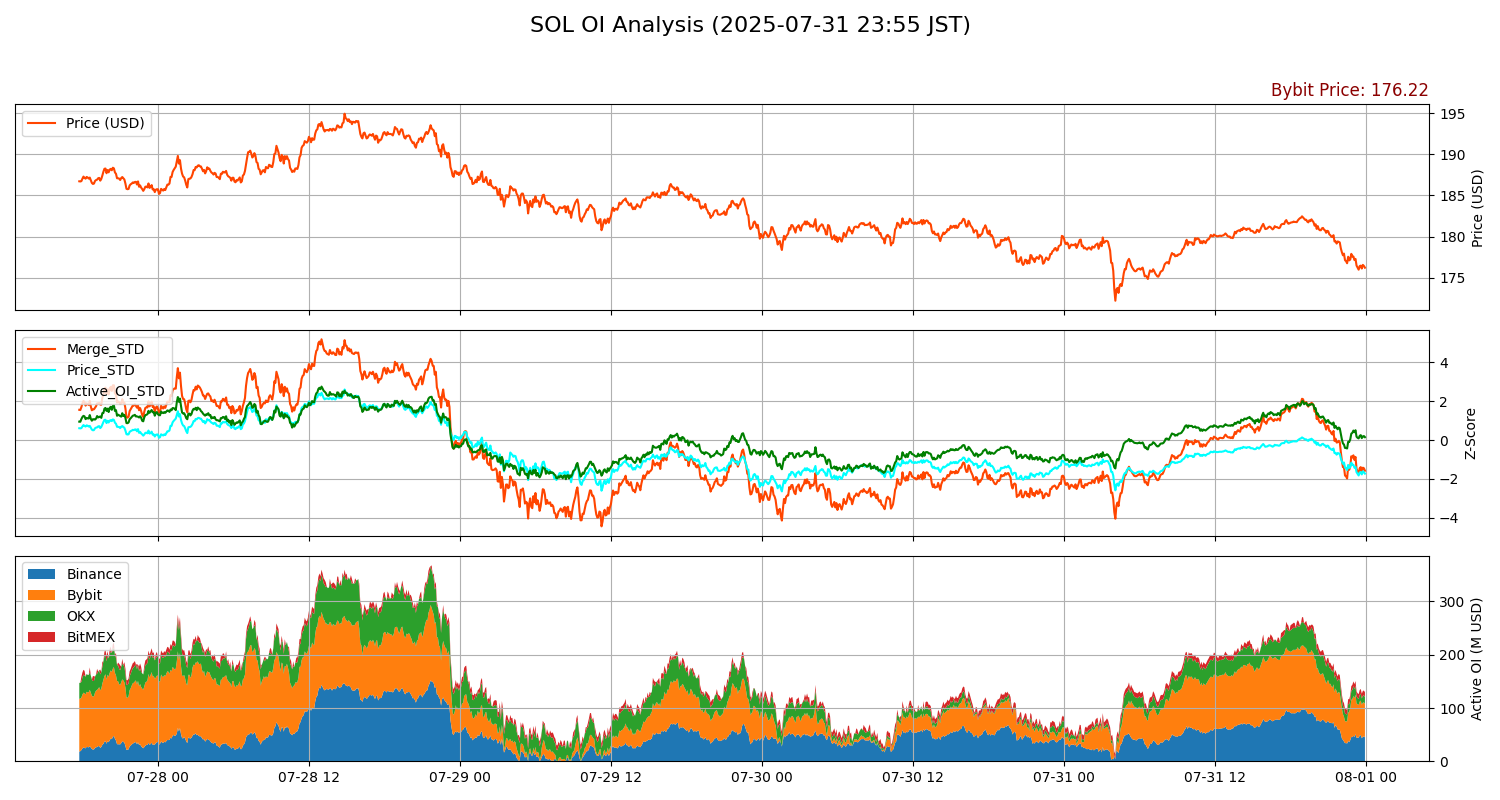 SOL OI Analysis (2025-07-31 23:55 JST)
Bybit Price: 176.22
Price (USD)
195
190
185
180
175
Price (USD)
Merge_STD
Price_STD
Active_OI_STD
4
2
0
−2
−4
Z-Score
Binance
Bybit
OKX
BitMEX
300
200
100
0
Active OI (M USD)
07-28 00
07-28 12
07-29 00
07-29 12
07-30 00
07-30 12
07-31 00
07-31 12
08-01 00